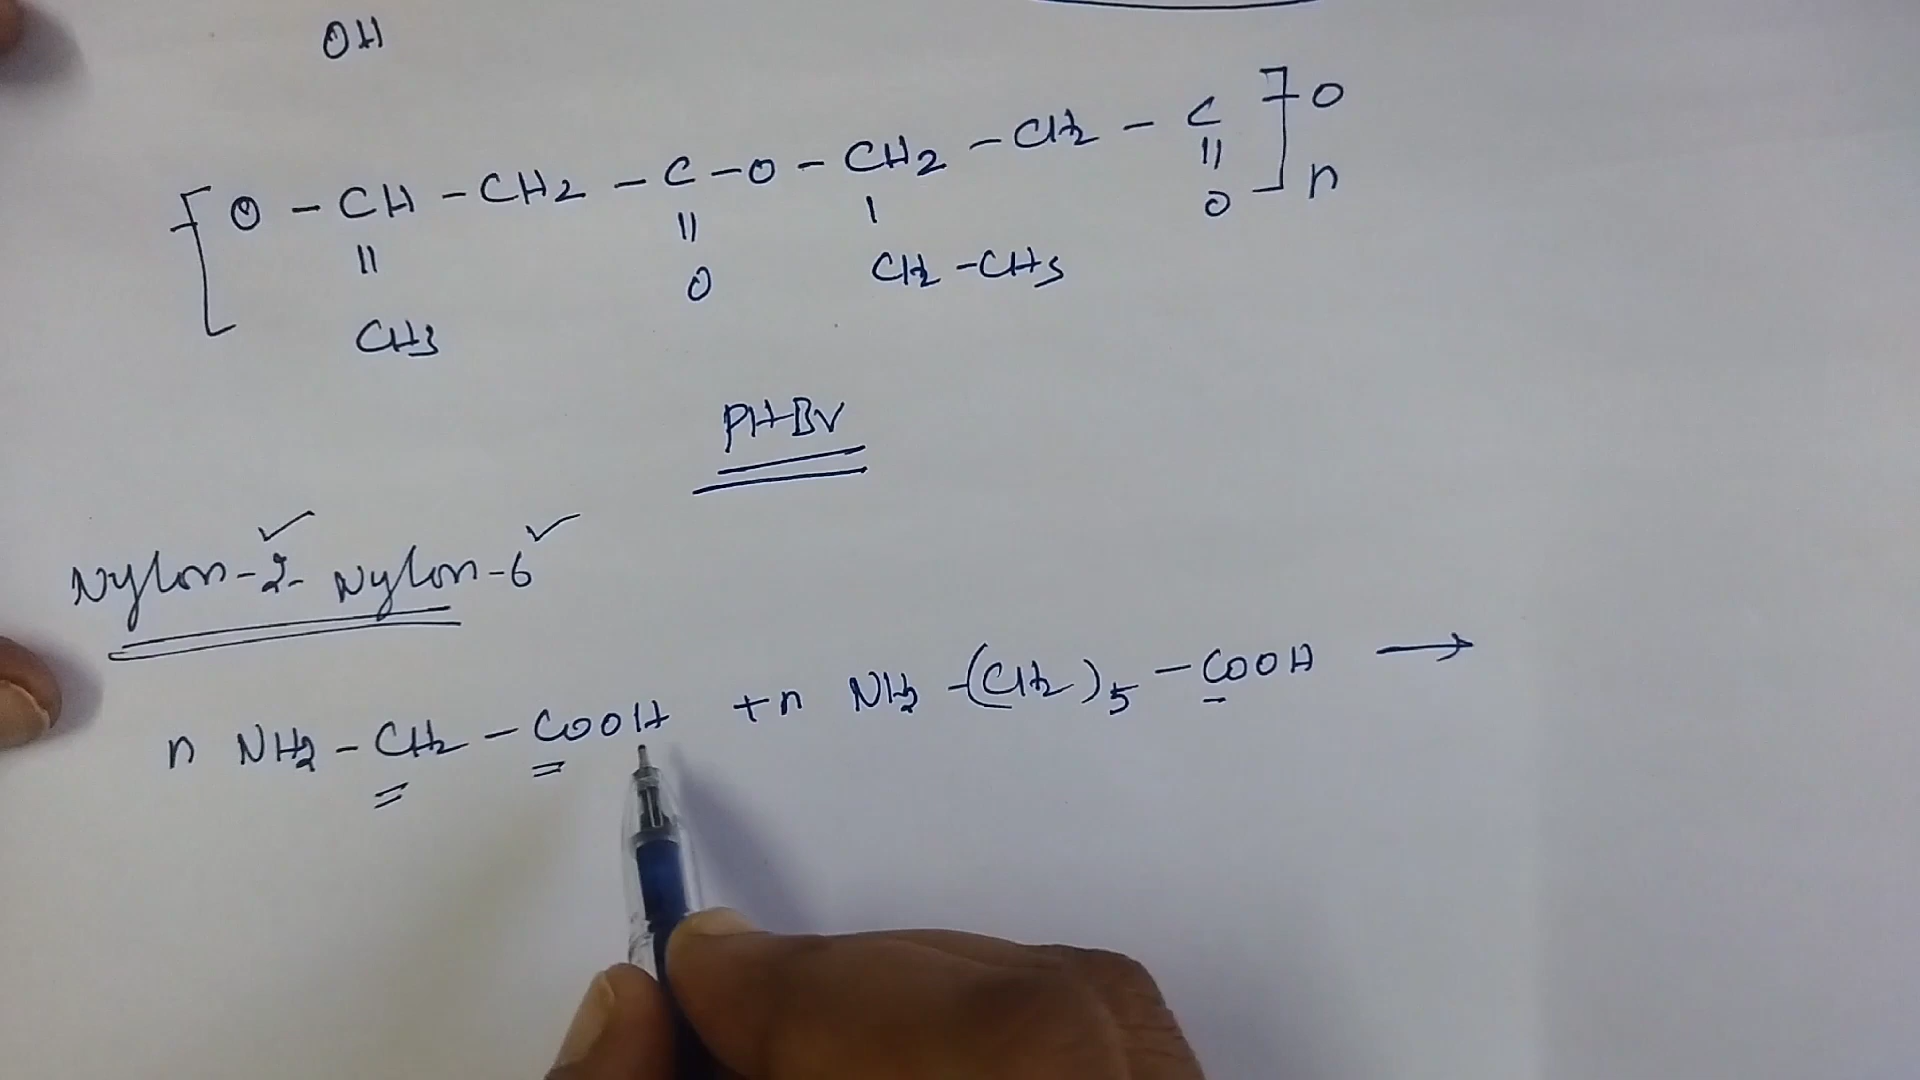 OH
[O - CH - CH2 - C - O - CH2 - CH2 - C ] O
|| || | || n
CH3 O CH2 - CH3 O
PHBV
Nylon-2- Nylon-6
n NH2 - CH2 - COOH + n NH2 - (CH2)5 - COOH →